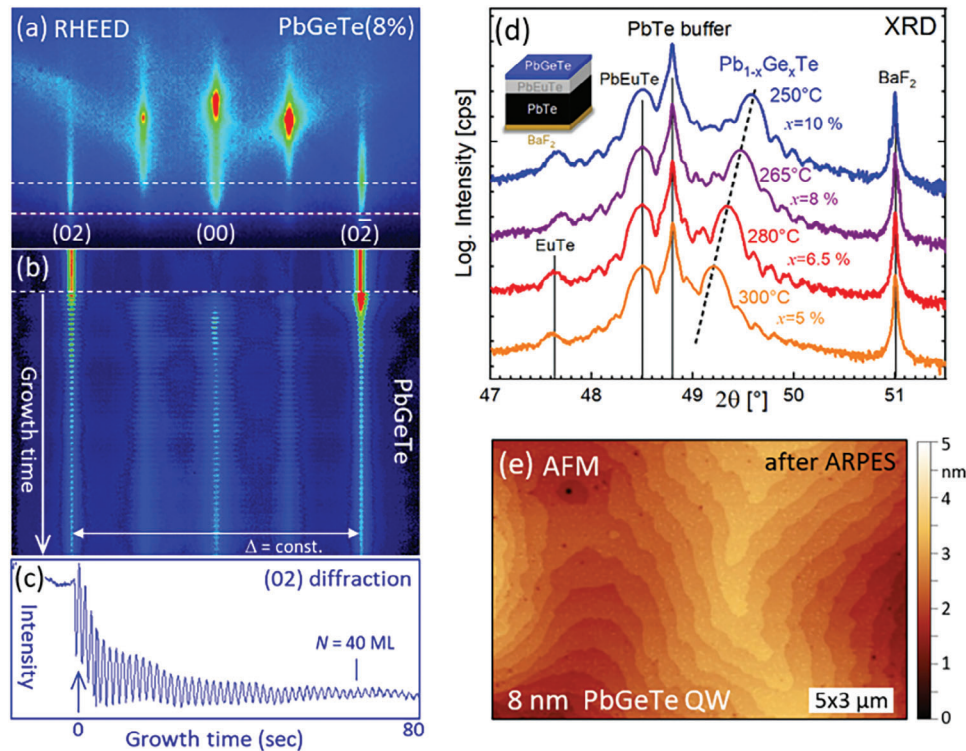 (a) RHEED PbGeTe(8%)
(02) (00) (02̄)
(b)
Growth time
PbGeTe
Δ = const.
(c) (02) diffraction
Intensity
N = 40 ML
0 80
Growth time (sec)
(d) PbTe buffer XRD
PbGeTe
PbEuTe
PbTe
BaF2
PbEuTe
Pb1-xGexTe
BaF2
250°C
x=10 %
265°C
x=8 %
280°C
x=6.5 %
EuTe
300°C
x=5 %
Log. Intensity [cps]
47 48 49 50 51
2θ [°]
(e) AFM after ARPES
8 nm PbGeTe QW 5x3 µm
5
nm
4
3
2
1
0